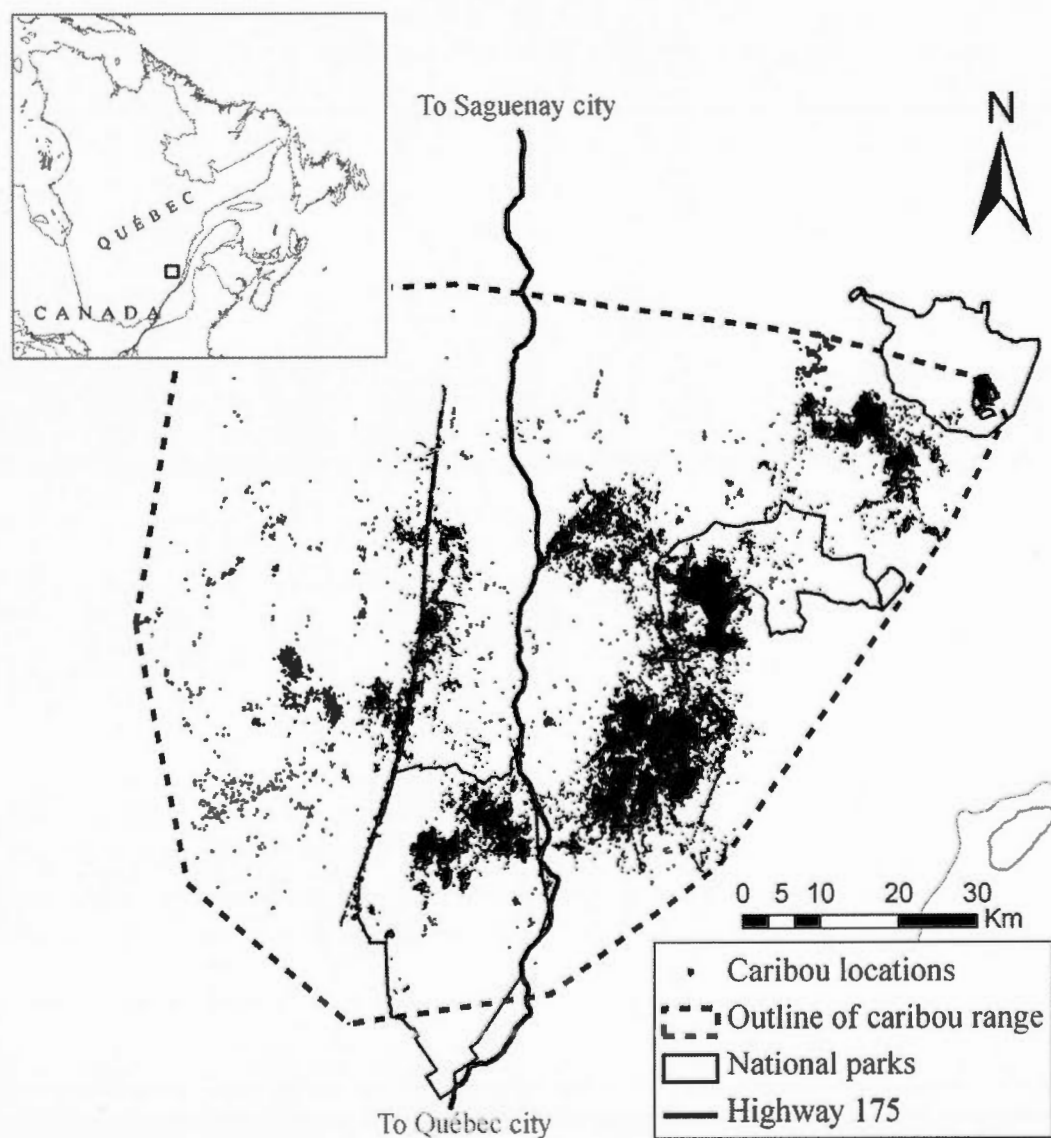 QUÉBEC
CANADA
To Saguenay city
N
0 5 10 20 30
Km
Caribou locations
Outline of caribou range
National parks
Highway 175
To Québec city